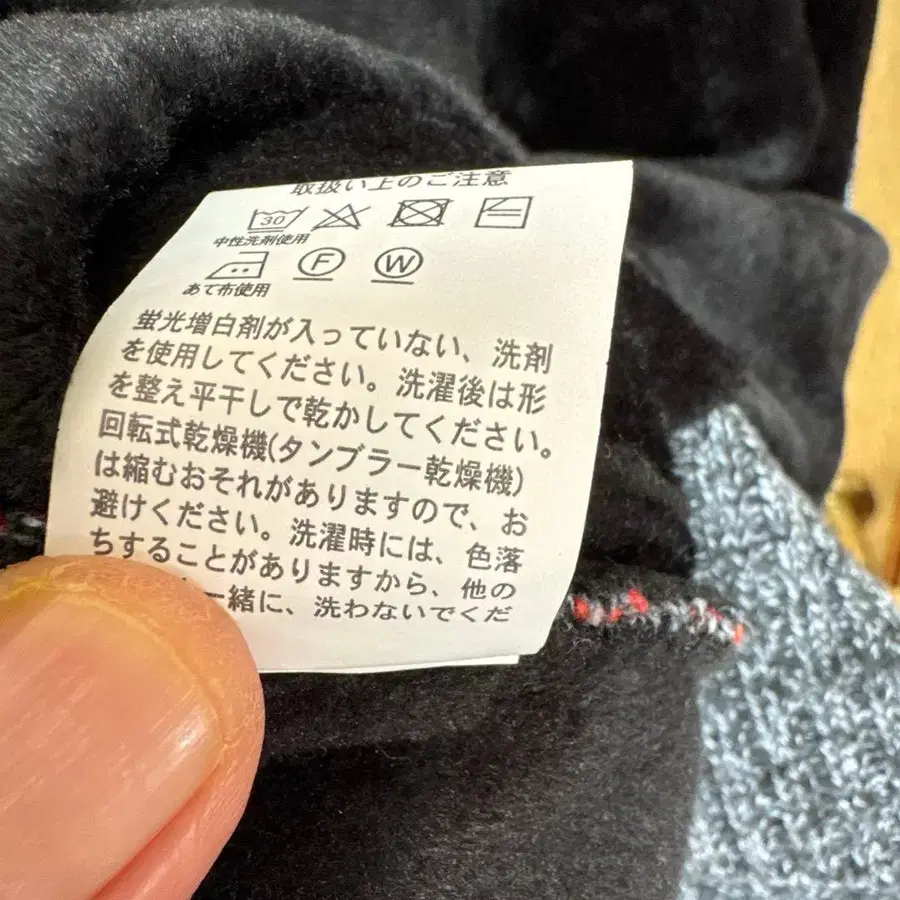 取扱い上のご注意
30
中性洗剤使用
F W
あて布使用
蛍光増白剤が入っていない、洗剤
を使用してください。洗濯後は形
を整え平干しで乾かしてください。
回転式乾燥機(タンブラー乾燥機)
は縮むおそれがありますので、お
避けください。洗濯時には、色落
ちすることがありますから、他の
一緒に、洗わないでくだ